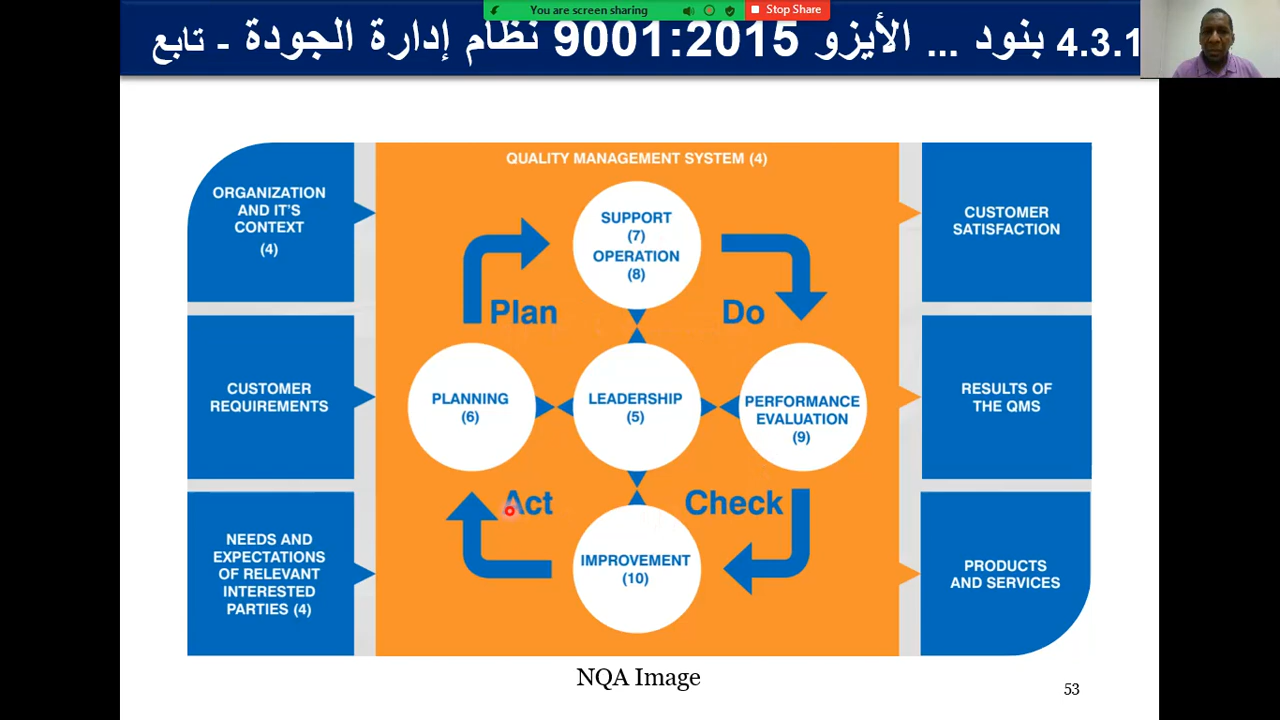 You are screen sharing
Stop Share
4.3.1 بنود ... الأيزو 9001:2015 نظام إدارة الجودة - تابع
QUALITY MANAGEMENT SYSTEM (4)
ORGANIZATION
AND IT'S
CONTEXT
(4)
CUSTOMER
REQUIREMENTS
NEEDS AND
EXPECTATIONS
OF RELEVANT
INTERESTED
PARTIES (4)
SUPPORT
(7)
OPERATION
(8)
Plan
Do
PLANNING
(6)
LEADERSHIP
(5)
PERFORMANCE
EVALUATION
(9)
Act
Check
IMPROVEMENT
(10)
CUSTOMER
SATISFACTION
RESULTS OF
THE QMS
PRODUCTS
AND SERVICES
NQA Image
53